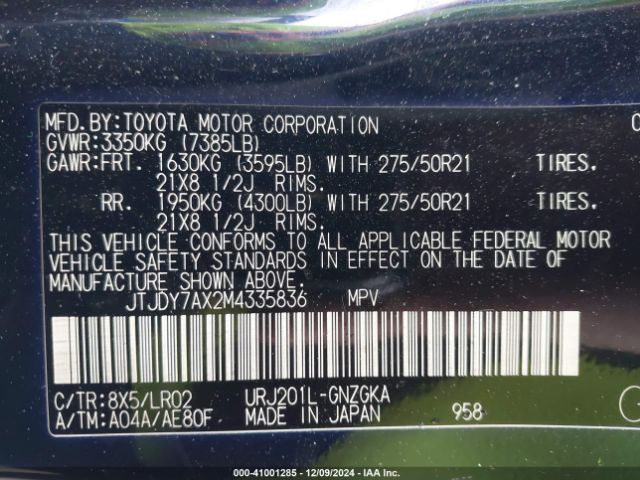 MFD.BY:TOYOTA MOTOR CORPORATION
GVWR:3350KG (7385LB)
GAWR:FRT. 1630KG (3595LB) WITH 275/50R21 TIRES.
21X8 1/2J RIMS.
RR. 1950KG (4300LB) WITH 275/50R21 TIRES.
21X8 1/2J RIMS.
THIS VEHICLE CONFORMS TO ALL APPLICABLE FEDERAL MOTOR
VEHICLE SAFETY STANDARDS IN EFFECT ON THE DATE OF
MANUFACTURE SHOWN ABOVE.
JTJDY7AX2M4335836 MPV
C/TR:8X5/LR02 URJ201L-GNZGKA
A/TM:A04A/AE80F MADE IN JAPAN 958
000-41001285 | 12/09/2024 | IAA Inc.